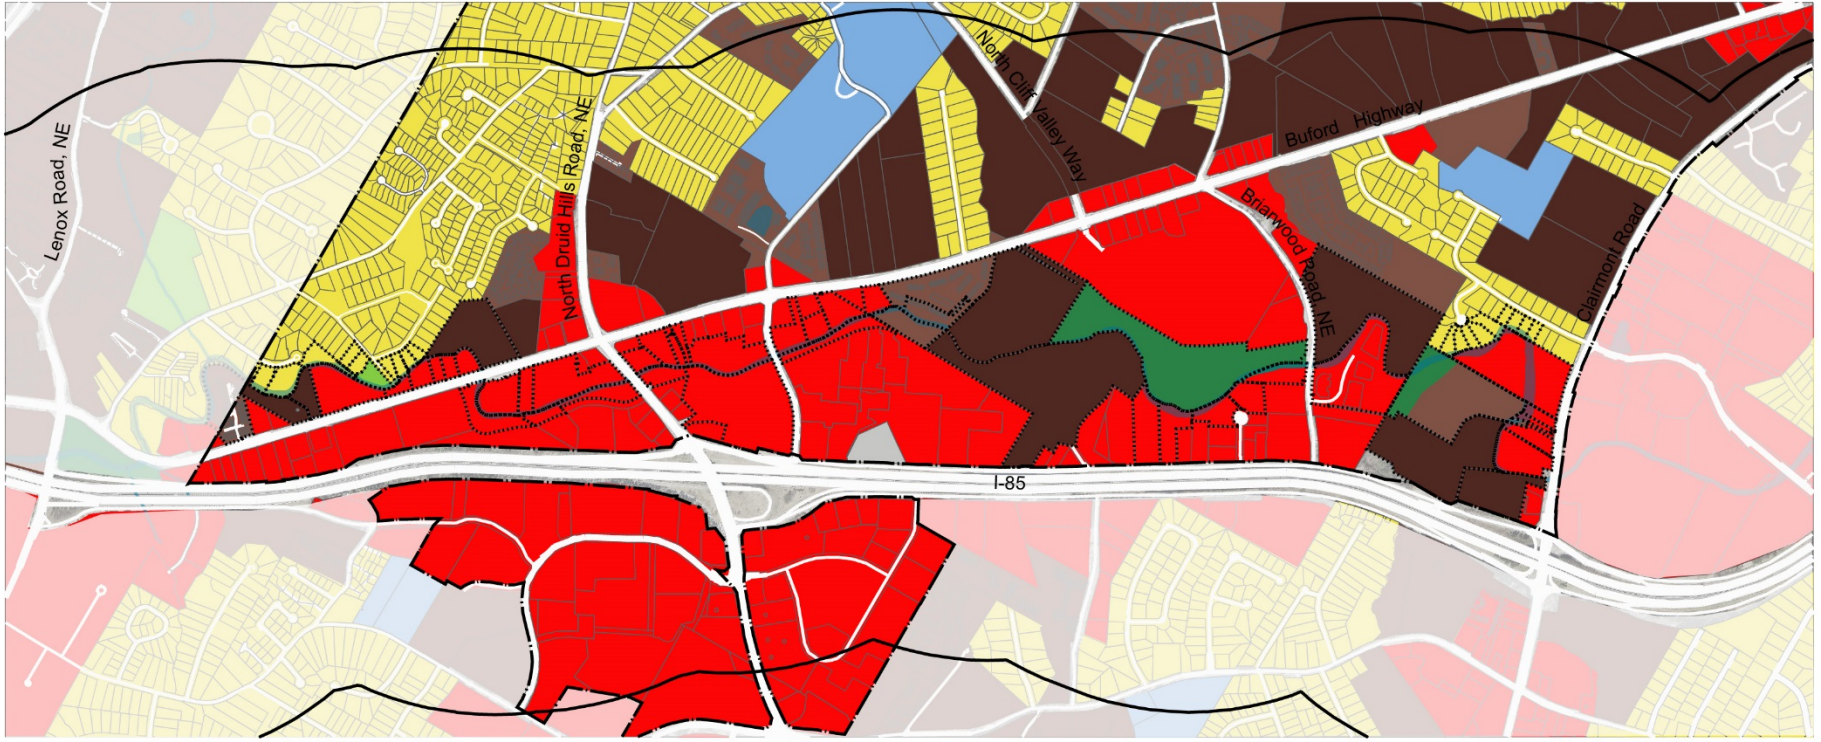 Lenox Road, NE
North Druid Hills Road, NE
North Cliff Valley Way
Buford Highway
Briarwood Road, NE
Clairmont Road
I-85